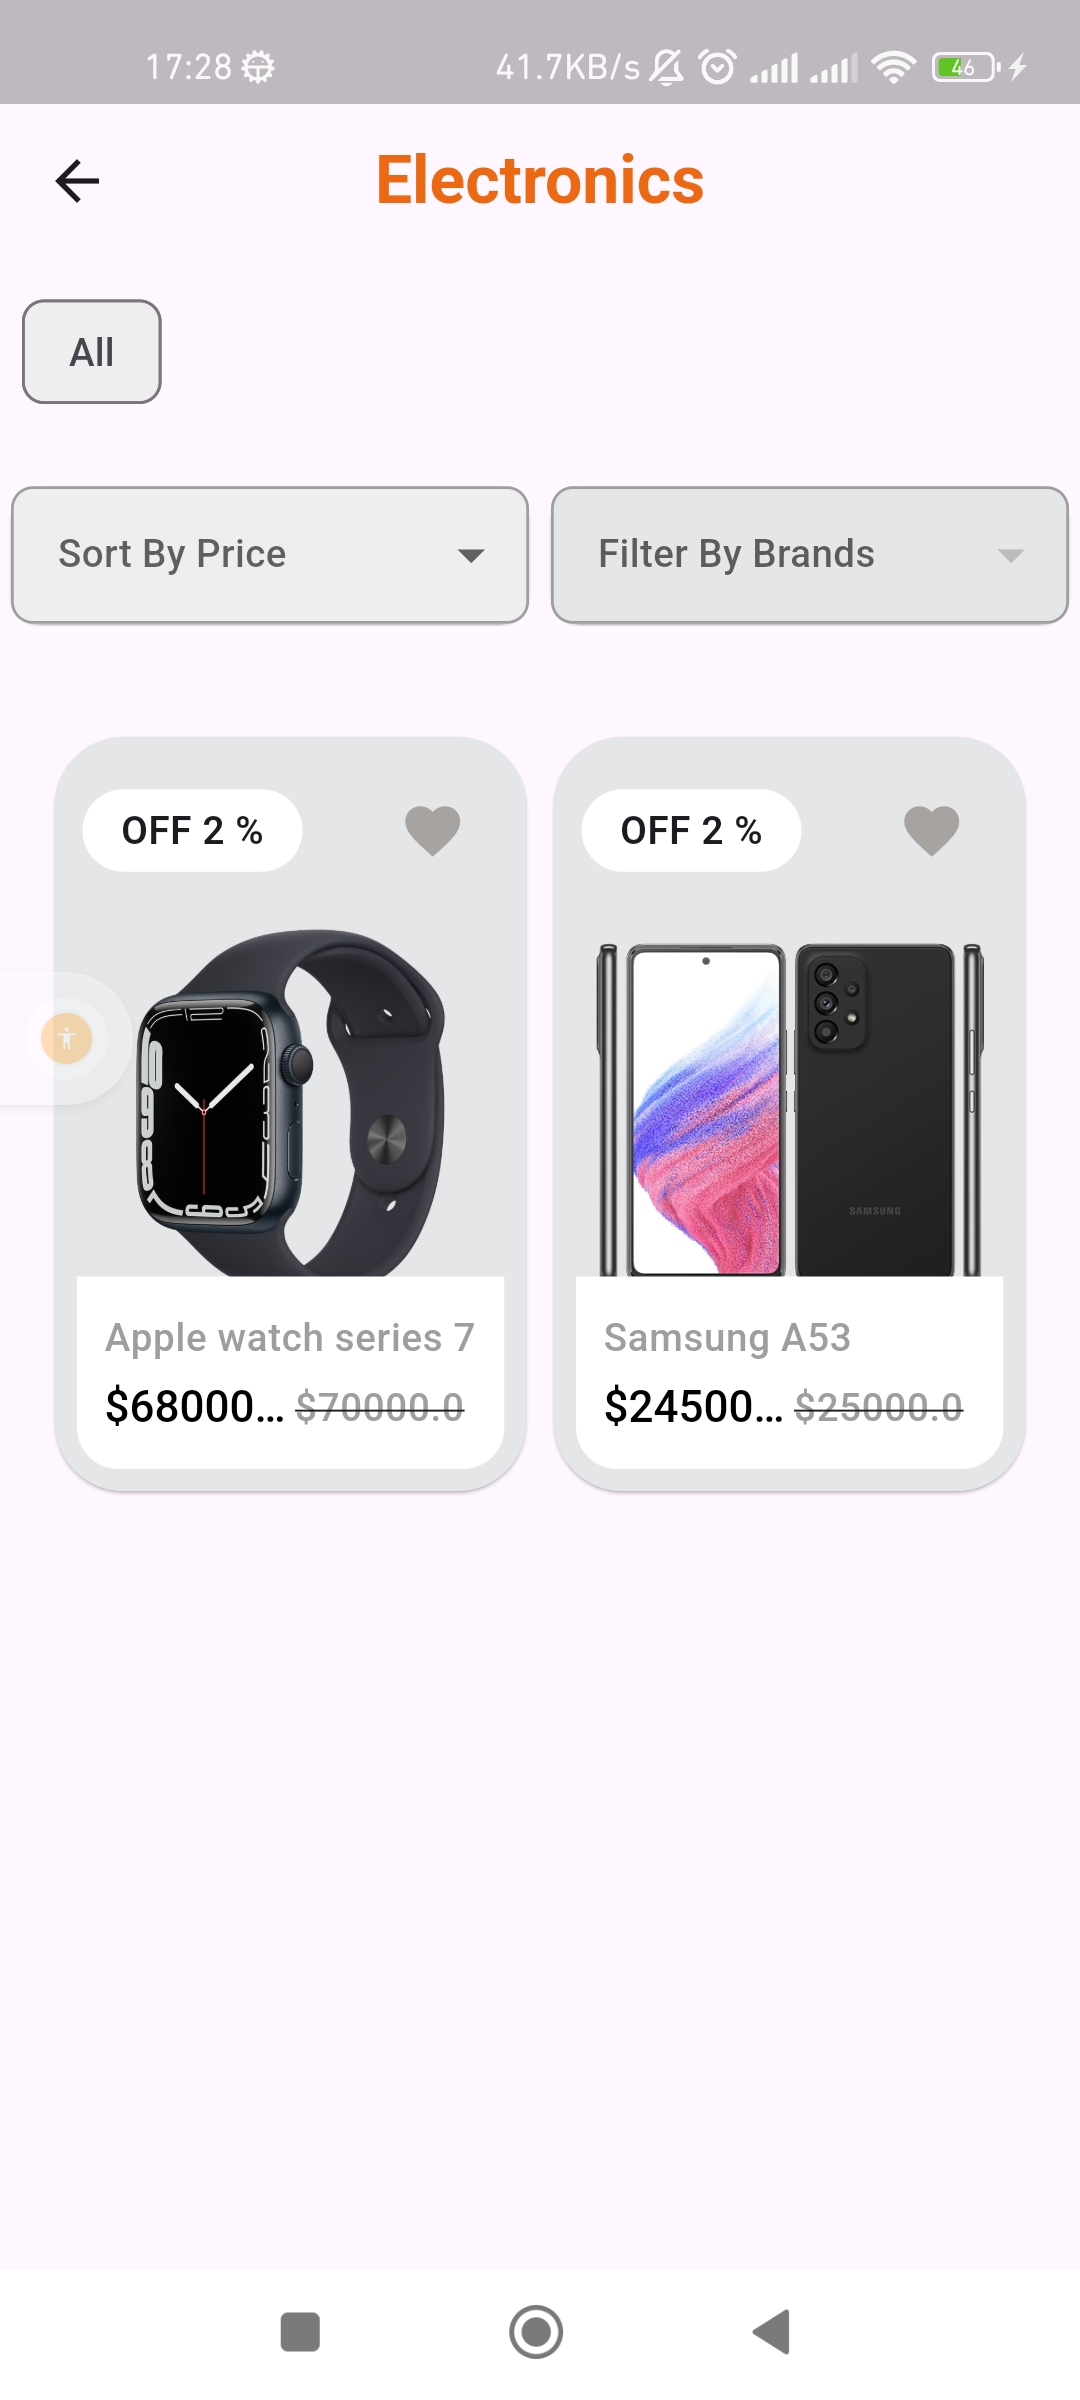 17:28 41.7KB/s 46
Electronics
All
Sort By Price Filter By Brands
OFF 2 % OFF 2 %
SAMSUNG
Apple watch series 7 Samsung A53
$68000... $70000.0 $24500... $25000.0